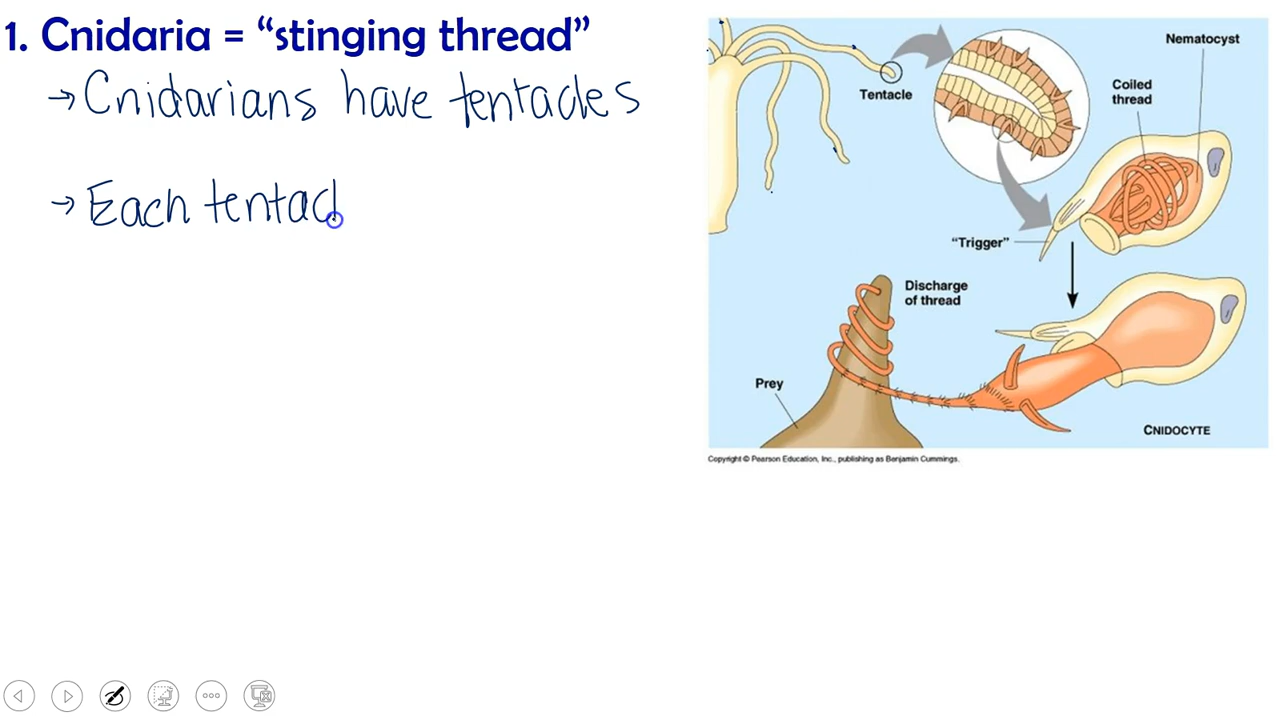 1. Cnidaria = “stinging thread”
→ Cnidarians have tentacles
→ Each tentacl
Nematocyst
Coiled
thread
Tentacle
“Trigger”
Discharge
of thread
Prey
CNIDOCYTE
Copyright © Pearson Education, Inc., publishing as Benjamin Cummings.